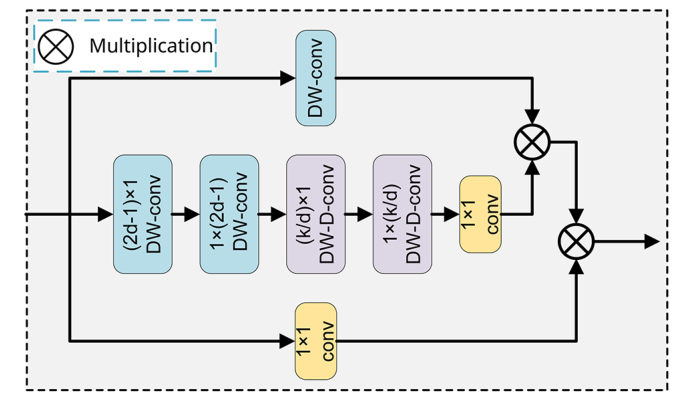 Multiplication
DW-conv
(2d-1)×1
DW-conv
1×(2d-1)
DW-conv
(k/d)×1
DW-D-conv
1×(k/d)
DW-D-conv
1×1
conv
1×1
conv